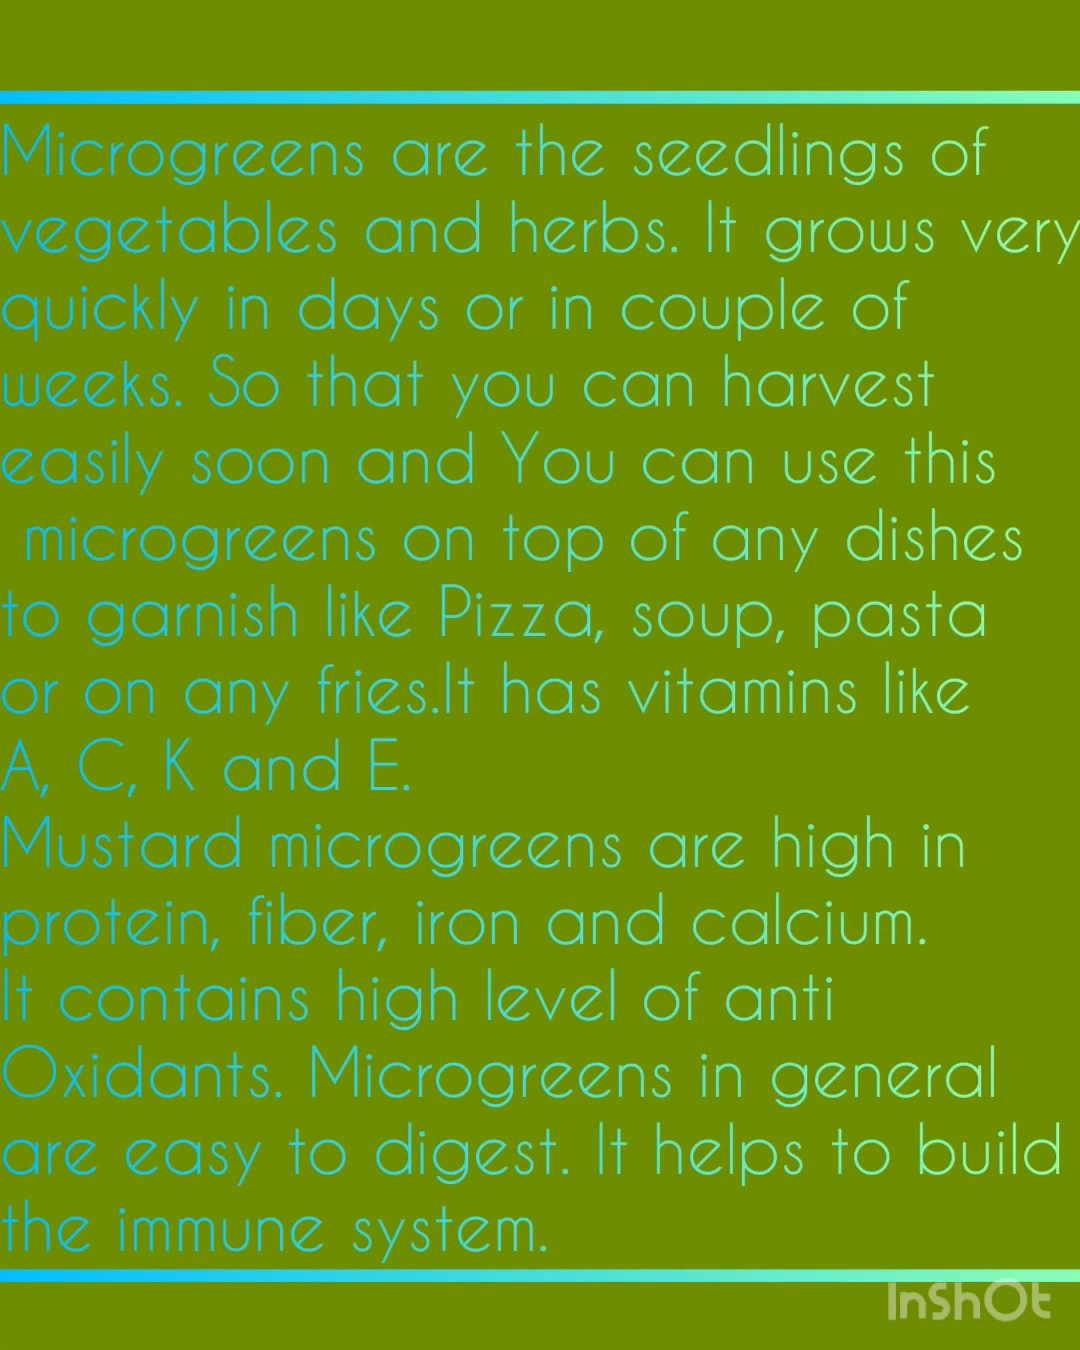 Microgreens are the seedlings of
vegetables and herbs. It grows very
quickly in days or in couple of
weeks. So that you can harvest
easily soon and You can use this
microgreens on top of any dishes
to garnish like Pizza, soup, pasta
or on any fries.It has vitamins like
A, C, K and E.
Mustard microgreens are high in
protein, fiber, iron and calcium.
It contains high level of anti
Oxidants. Microgreens in general
are easy to digest. It helps to build
the immune system.
InShOt